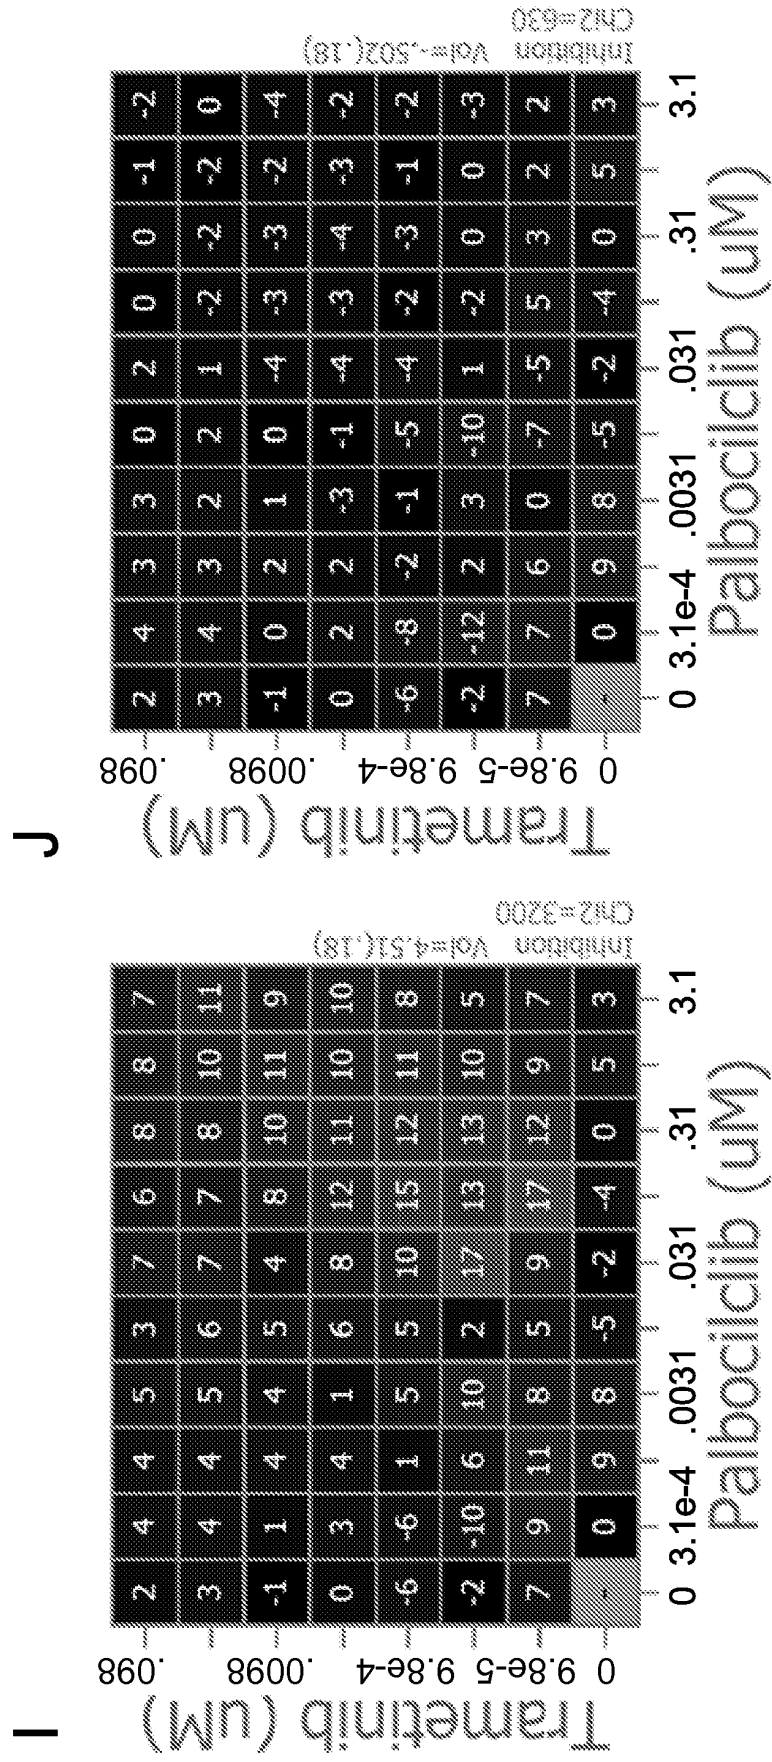 I
Trametinib (uM)
.098 2 4 4 5 3 7 6 8 8 7
3 4 4 5 6 7 7 8 10 11
.0098 -1 1 4 4 5 4 8 10 11 9
0 3 4 1 6 8 12 11 10 10
9.8e-4 -6 -6 1 5 5 10 15 12 11 8
-2 -10 6 10 2 17 13 13 10 5
9.8e-5 7 9 11 8 5 9 17 12 9 7
0 - 0 9 8 -5 -2 -4 0 5 3
0 3.1e-4 .0031 .031 .31 3.1
Palbocilclib (uM)
Inhibition Vol=4.51(.18)
Chi2=3200
J
Trametinib (uM)
.098 2 4 3 3 0 2 0 0 -1 -2
3 4 3 2 2 1 -2 -2 -2 0
.0098 -1 0 2 1 0 -4 -3 -3 -2 -4
0 2 2 -3 -1 -4 -3 -4 -3 -2
9.8e-4 -6 -8 -2 -1 -5 -4 -2 -3 -1 -2
-2 -12 2 3 -10 1 -2 0 0 -3
9.8e-5 7 7 6 0 -7 -5 5 3 2 2
0 - 0 9 8 -5 -2 -4 0 5 3
0 3.1e-4 .0031 .031 .31 3.1
Palbocilclib (uM)
Inhibition Vol=-.502(.18)
Chi2=630